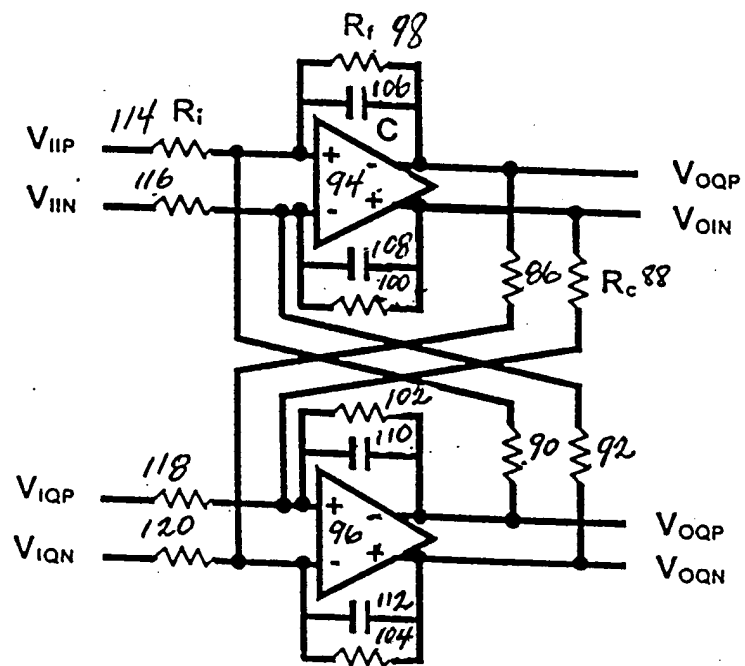 Rf 98
106
C
VIIP 114 Ri
+ -
94
VIIN 116
- +
108
100
VOQP
VOIN
86
Rc 88
102
110
90
92
VIQP 118
+ -
96
VIQN 120
- +
112
104
VOQP
VOQN